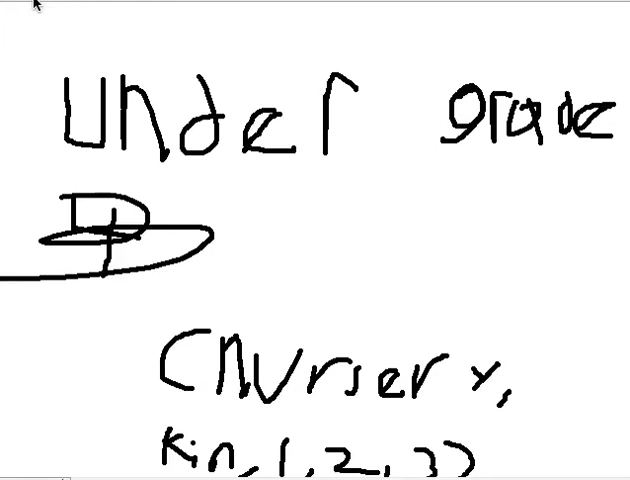 Under grade
(Nursery,
Kin, 1, 2, 3)